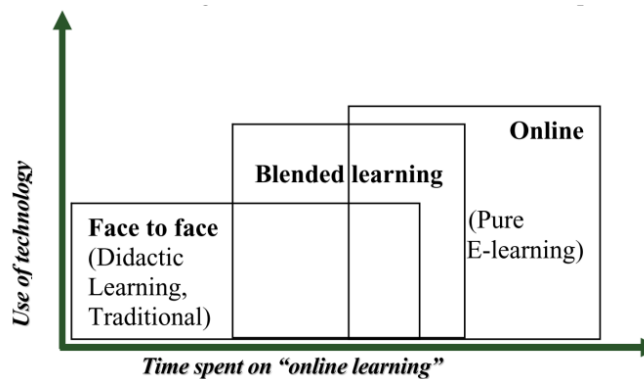 Online
Blended learning
Face to face
(Didactic
Learning,
Traditional)
(Pure
E-learning)
Use of technology
Time spent on “online learning”